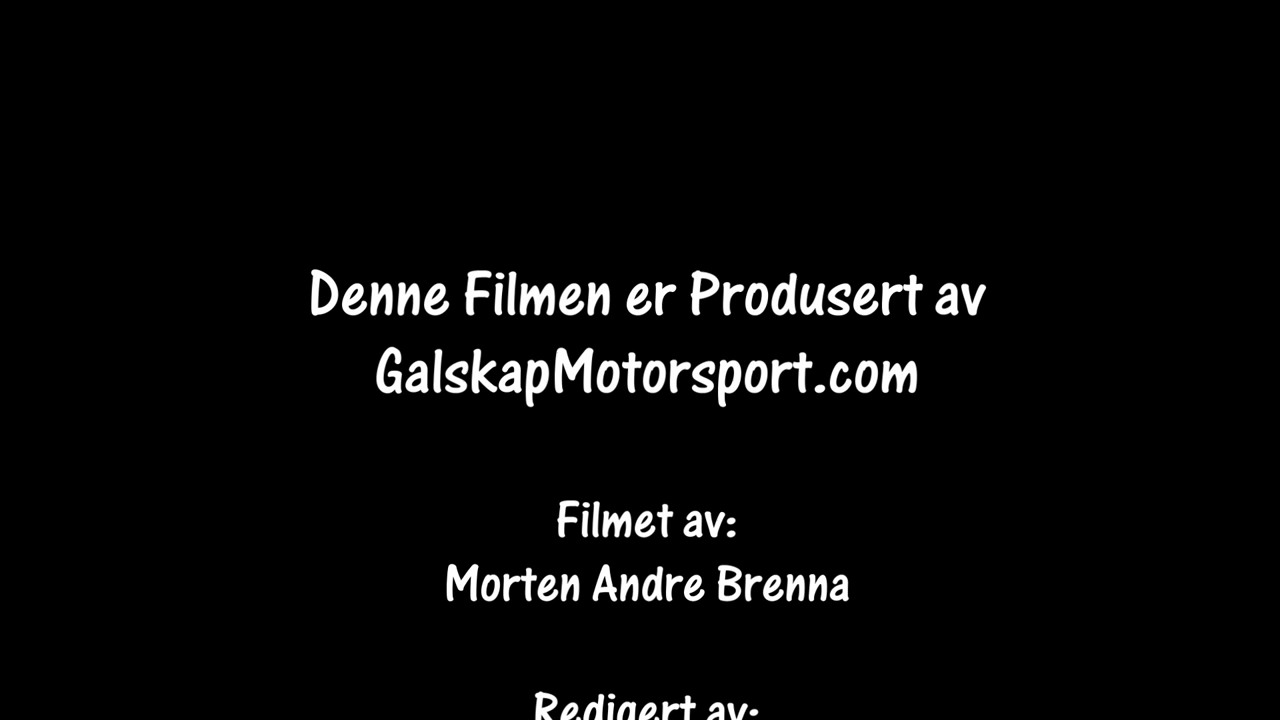 Denne Filmen er Produsert av
GalskapMotorsport.com
Filmet av:
Morten Andre Brenna
Redigert av: